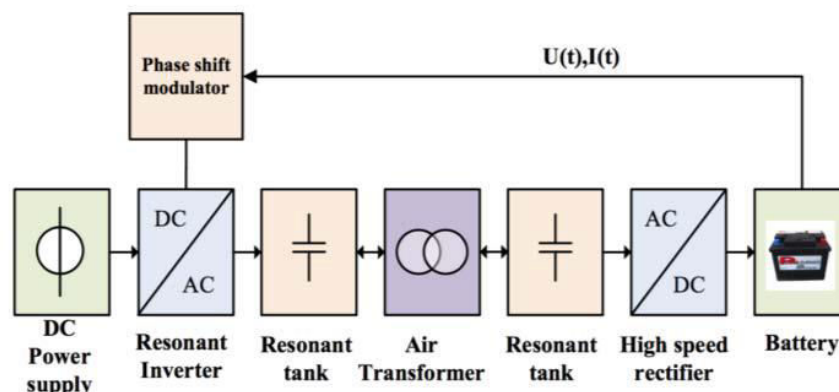 Phase shift
modulator
U(t),I(t)
DC
AC
AC
DC
DC
Power
supply
Resonant
Inverter
Resonant
tank
Air
Transformer
Resonant
tank
High speed
rectifier
Battery